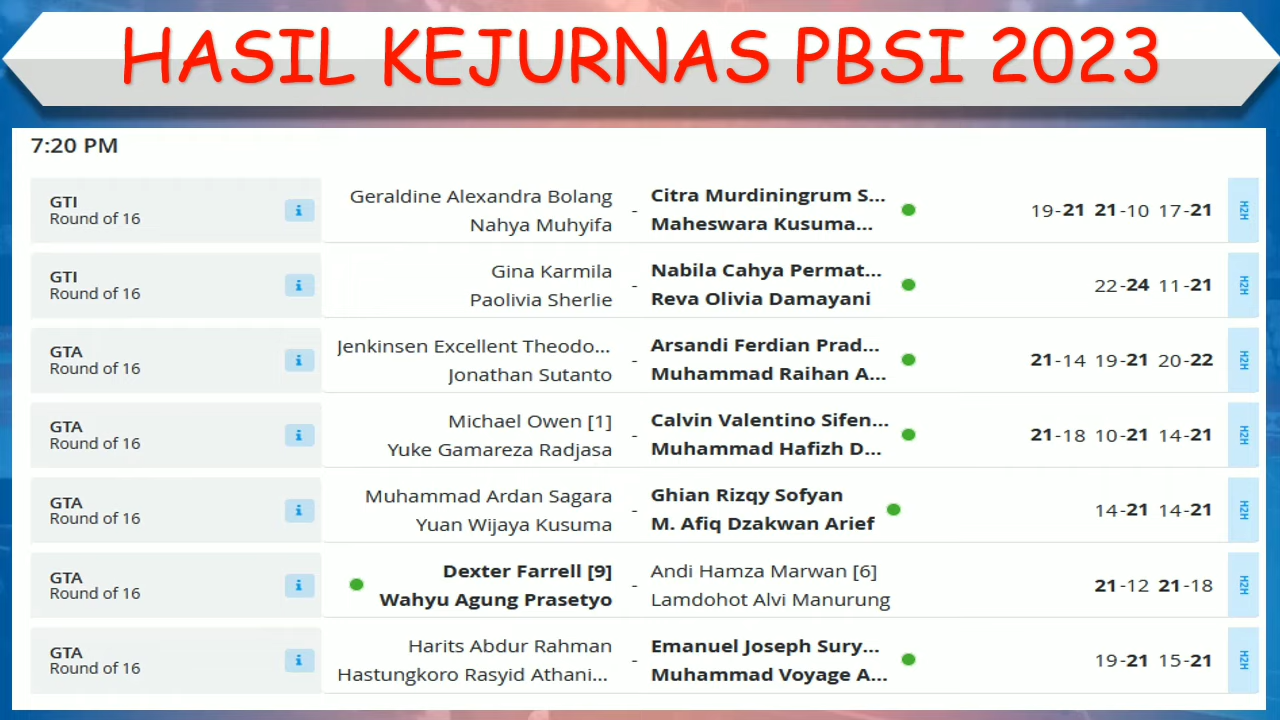 HASIL KEJURNAS PBSI 2023
7:20 PM
GTI
Round of 16
Geraldine Alexandra Bolang
Nahya Muhyifa
-
Citra Murdiningrum S...
Maheswara Kusuma...
19-21 21-10 17-21
H2H
GTI
Round of 16
Gina Karmila
Paolivia Sherlie
-
Nabila Cahya Permat...
Reva Olivia Damayani
22-24 11-21
H2H
GTA
Round of 16
Jenkinsen Excellent Theodo...
Jonathan Sutanto
-
Arsandi Ferdian Prad...
Muhammad Raihan A...
21-14 19-21 20-22
H2H
GTA
Round of 16
Michael Owen [1]
Yuke Gamareza Radjasa
-
Calvin Valentino Sifen...
Muhammad Hafizh D...
21-18 10-21 14-21
H2H
GTA
Round of 16
Muhammad Ardan Sagara
Yuan Wijaya Kusuma
-
Ghian Rizqy Sofyan
M. Afiq Dzakwan Arief
14-21 14-21
H2H
GTA
Round of 16
Dexter Farrell [9]
Wahyu Agung Prasetyo
-
Andi Hamza Marwan [6]
Lamdohot Alvi Manurung
21-12 21-18
H2H
GTA
Round of 16
Harits Abdur Rahman
Hastungkoro Rasyid Athani...
-
Emanuel Joseph Sury...
Muhammad Voyage A...
19-21 15-21
H2H